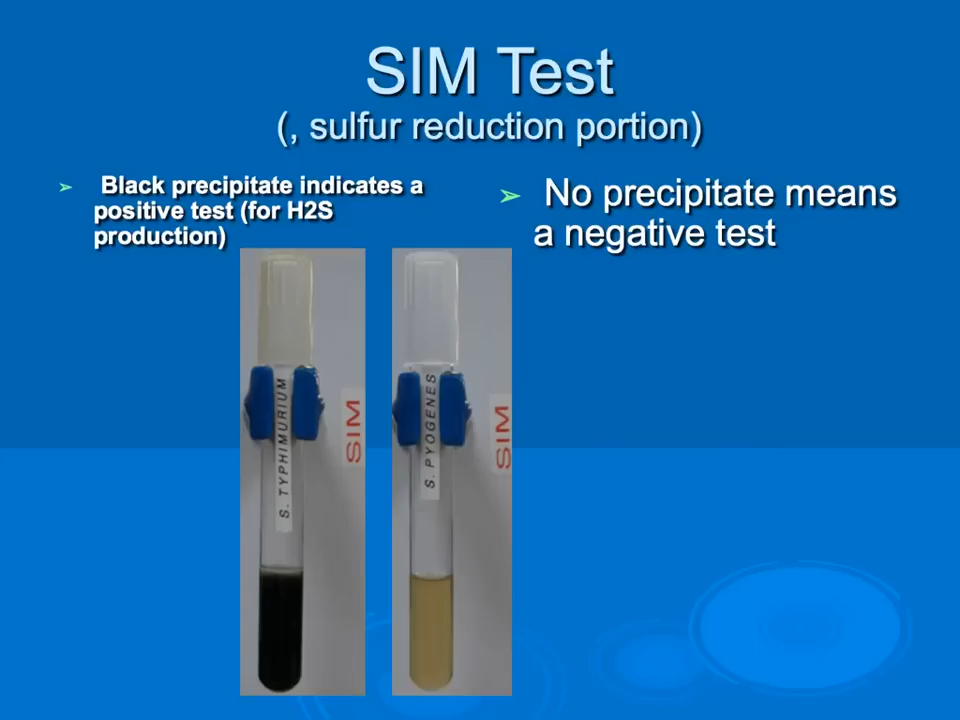 SIM Test
(, sulfur reduction portion)
➢ Black precipitate indicates a
positive test (for H2S
production)
➢ No precipitate means
a negative test
S. TYPHIMURIUM
SIM
S. PYOGENES
SIM